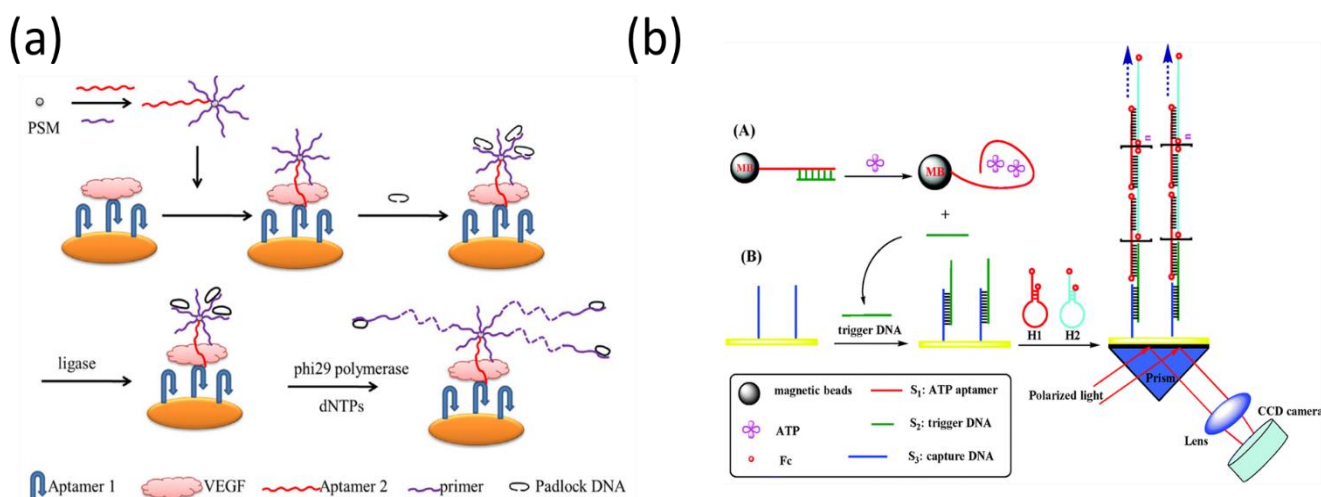 (a)
PSM
ligase
phi29 polymerase
dNTPs
Aptamer 1
VEGF
Aptamer 2
primer
Padlock DNA
(b)
(A)
MB
MB
+
(B)
trigger DNA
H1
H2
n
n
Prism
Polarized light
Lens
CCD camera
magnetic beads
S₁: ATP aptamer
ATP
S₂: trigger DNA
Fc
S₃: capture DNA